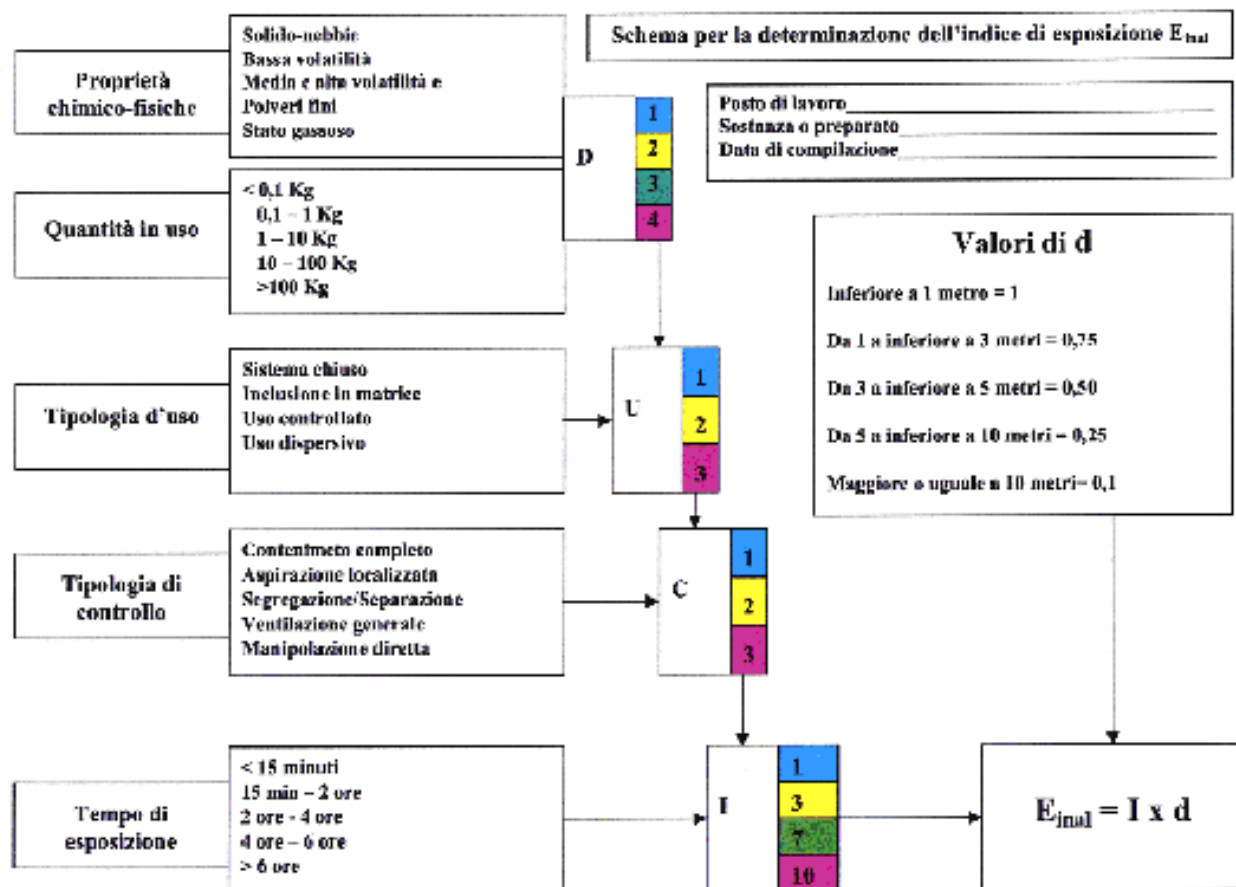 Schema per la determinazione dell'indice di esposizione E inal
Proprietà
chimico-fisiche
Solido-nebbie
Bassa volatilità
Media e alta volatilità e
Polveri fini
Stato gassoso
Posto di lavoro
Sostanza o preparato
Data di compilazione
D
1
2
3
4
Quantità in uso
< 0,1 Kg
0,1 – 1 Kg
1 – 10 Kg
10 – 100 Kg
>100 Kg
Valori di d
Inferiore a 1 metro = 1
Da 1 a inferiore a 3 metri = 0,75
Da 3 a inferiore a 5 metri = 0,50
Da 5 a inferiore a 10 metri = 0,25
Maggiore o uguale a 10 metri= 0,1
Tipologia d'uso
Sistema chiuso
Inclusione in matrice
Uso controllato
Uso dispersivo
U
1
2
3
Tipologia di
controllo
Contenimeto completo
Aspirazione localizzata
Segregazione/Separazione
Ventilazione generale
Manipolazione diretta
C
1
2
3
Tempo di
esposizione
< 15 minuti
15 min – 2 ore
2 ore - 4 ore
4 ore – 6 ore
> 6 ore
I
1
3
7
10
E inal = I x d